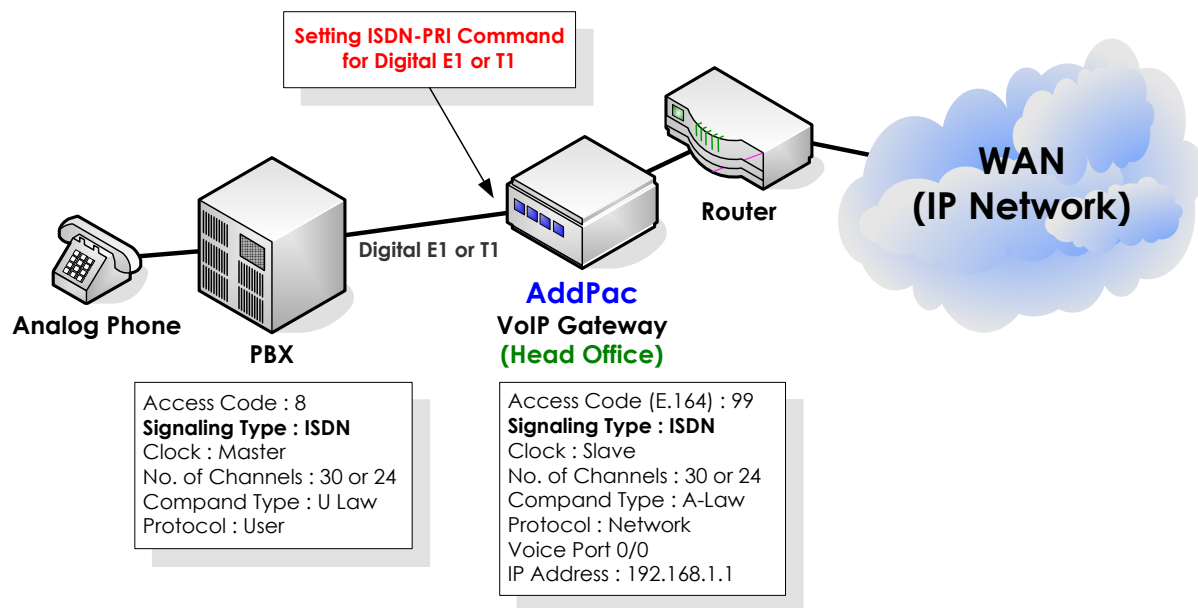 Setting ISDN-PRI Command
for Digital E1 or T1
WAN
(IP Network)
Router
Digital E1 or T1
Analog Phone
PBX
AddPac
VoIP Gateway
(Head Office)
Access Code : 8
Signaling Type : ISDN
Clock : Master
No. of Channels : 30 or 24
Compand Type : U Law
Protocol : User
Access Code (E.164) : 99
Signaling Type : ISDN
Clock : Slave
No. of Channels : 30 or 24
Compand Type : A-Law
Protocol : Network
Voice Port 0/0
IP Address : 192.168.1.1